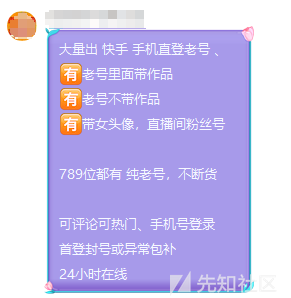 大量出 快手 手机直登老号 、
有老号里面带作品
有老号不带作品
有带女头像，直播间粉丝号
789位都有 纯老号，不断货
可评论可热门、手机号登录
首登封号或异常包补
24小时在线
先知社区